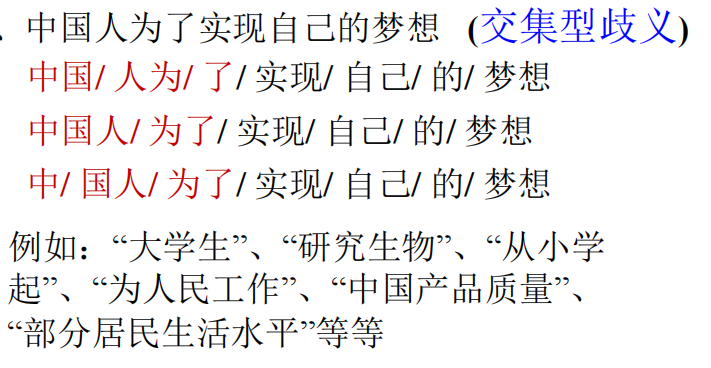 、中国人为了实现自己的梦想 (交集型歧义)
中国/ 人为/ 了/ 实现/ 自己/ 的/ 梦想
中国人/ 为了/ 实现/ 自己/ 的/ 梦想
中/ 国人/ 为了/ 实现/ 自己/ 的/ 梦想
例如：“大学生”、“研究生物”、“从小学
起”、“为人民工作”、“中国产品质量”、
“部分居民生活水平”等等